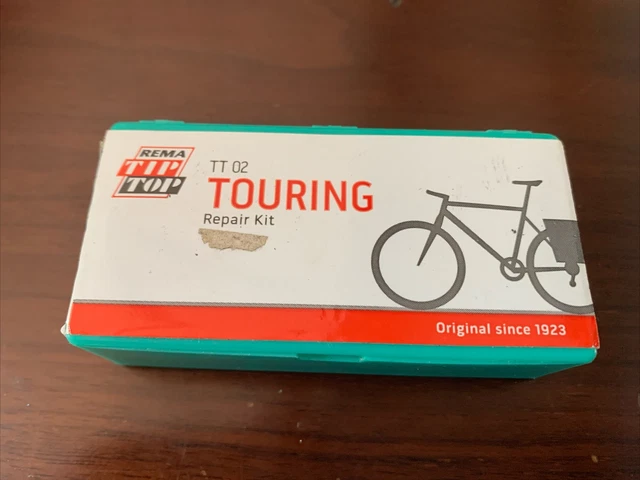 REMA
TIP
TOP
TT 02
TOURING
Repair Kit
Original since 1923